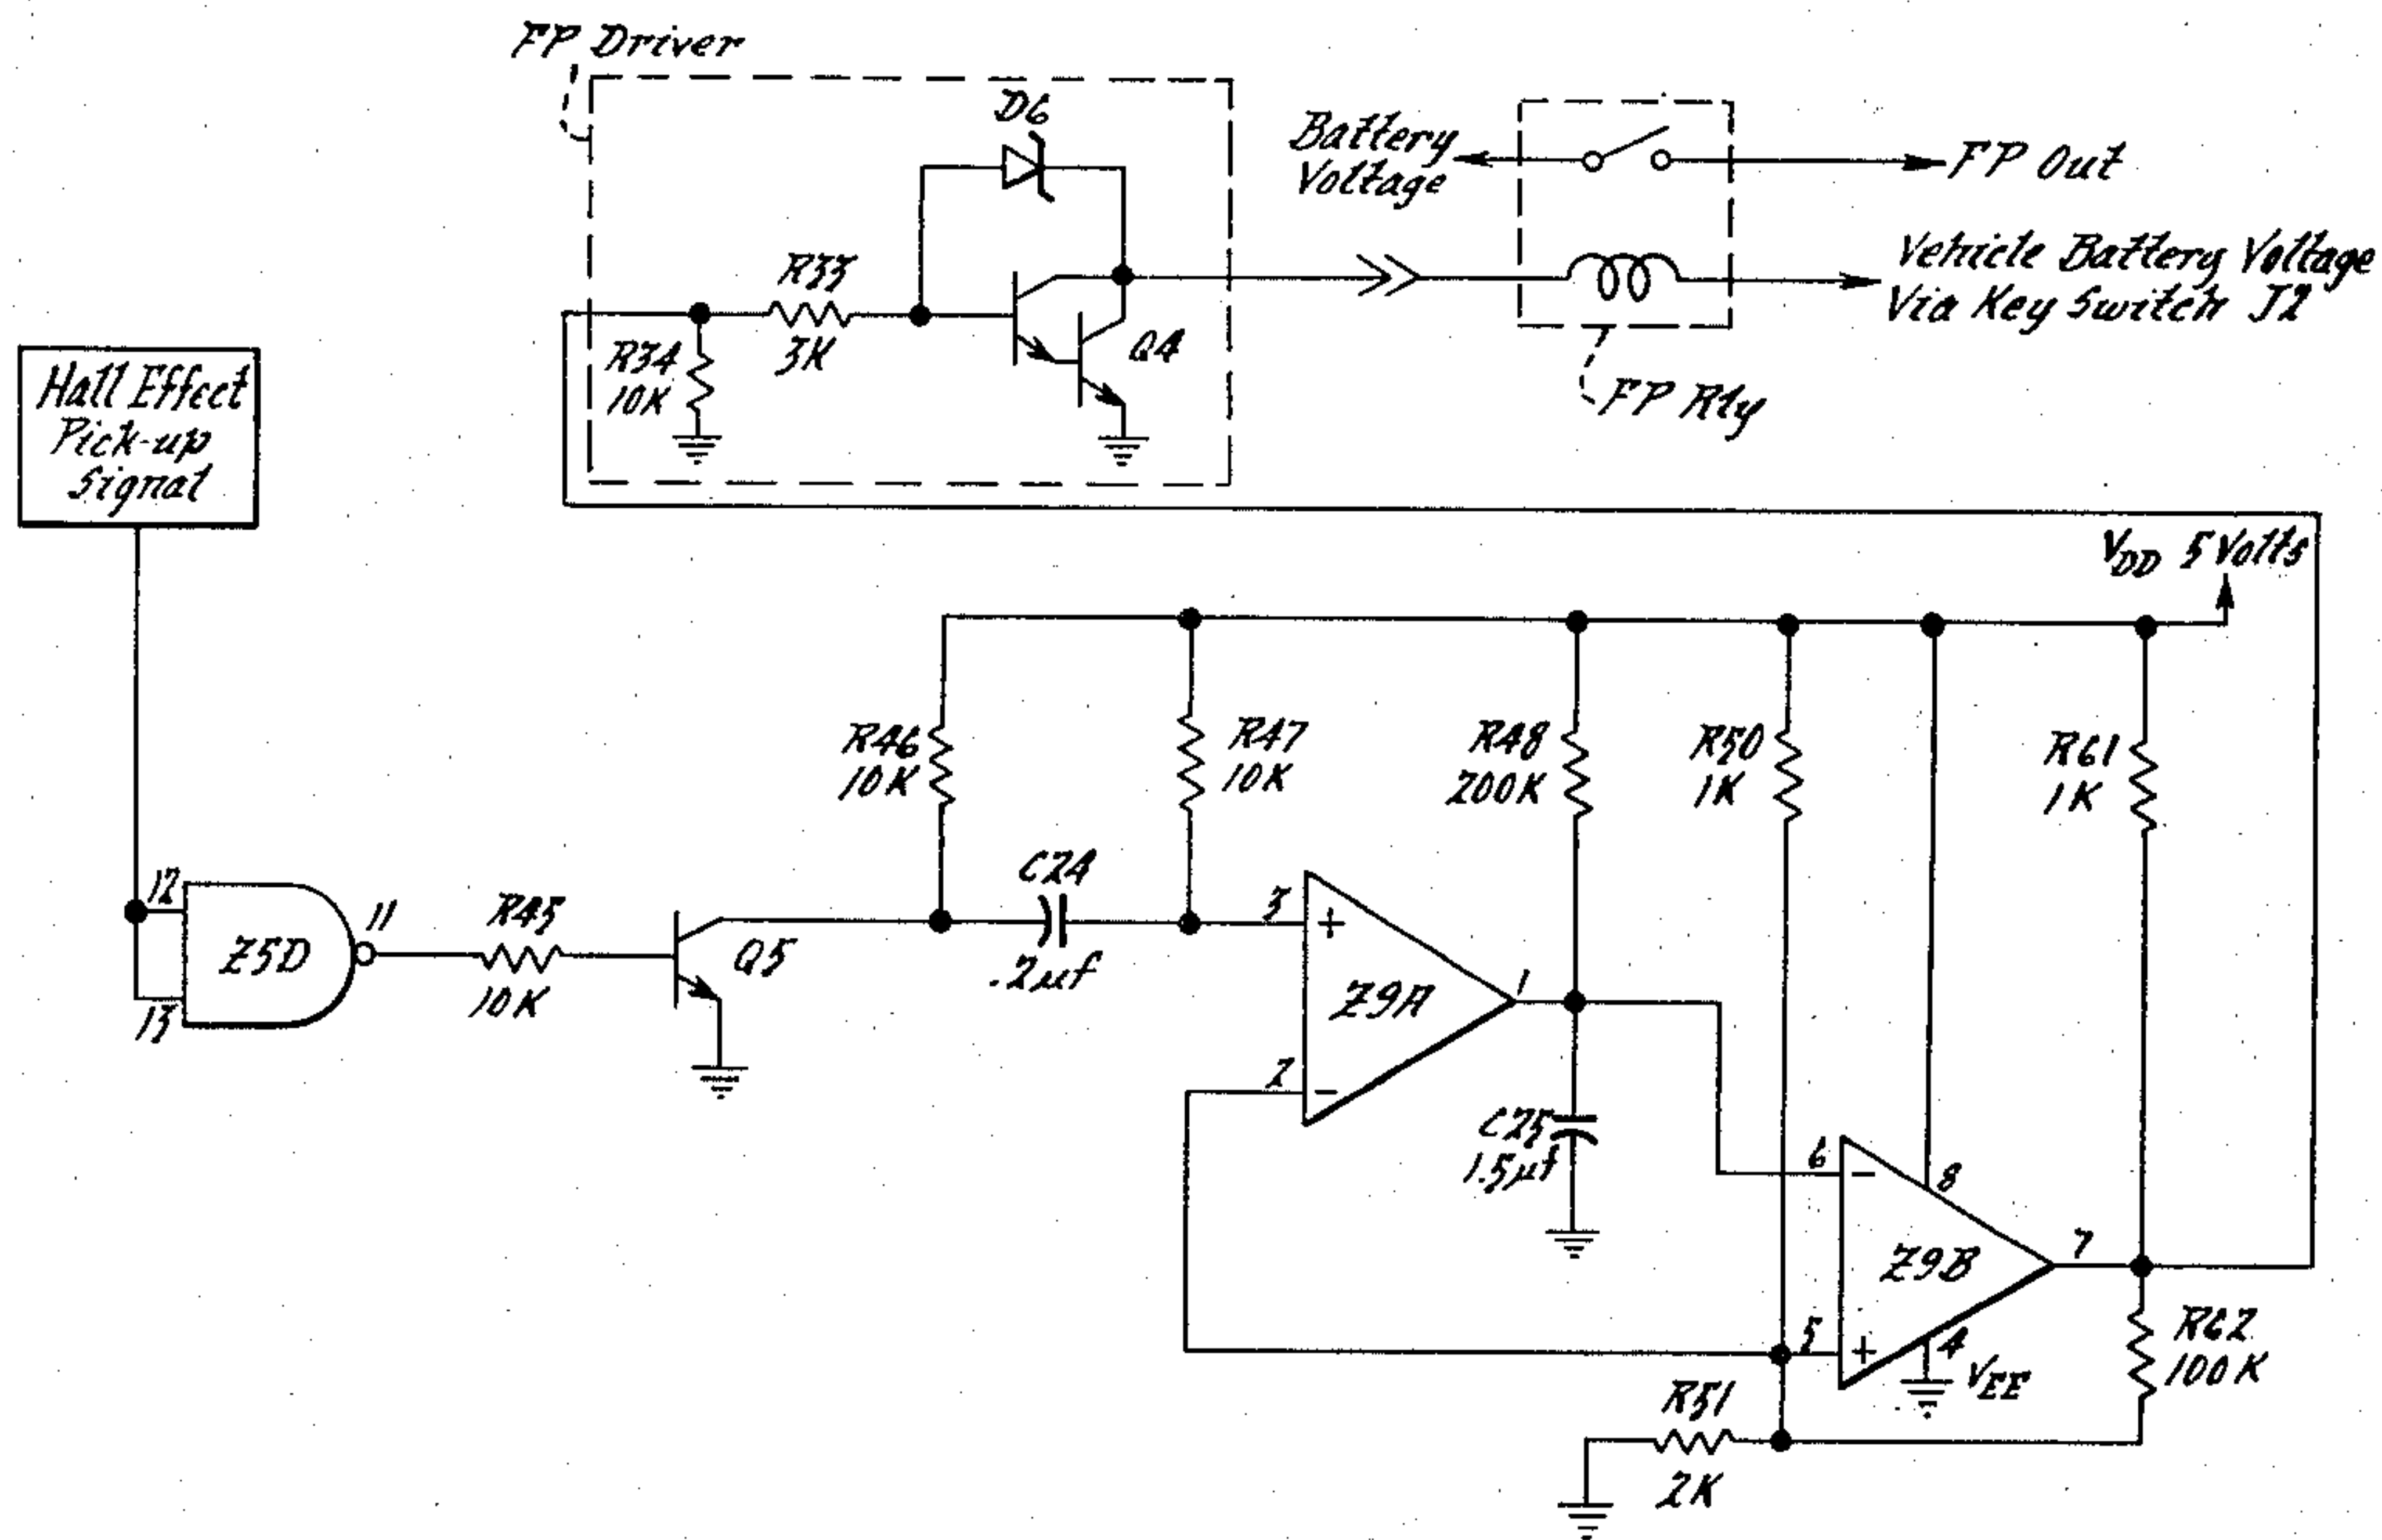 FP Driver
D6
Battery
Voltage
FP Out
R33
3K
Vehicle Battery Voltage
Via Key Switch J2
R34
10K
Q4
FP Rly
Hall Effect
Pick-up
Signal
VDD 5 Volts
R46
10K
R47
10K
R48
200K
R50
1K
R61
1K
C24
.2µf
12
13
Z5D
11
R45
10K
Q5
3
+
2
-
Z9A
1
C25
1.5µf
6
-
8
Z9B
7
5
+
4
VEE
R62
100K
R51
2K